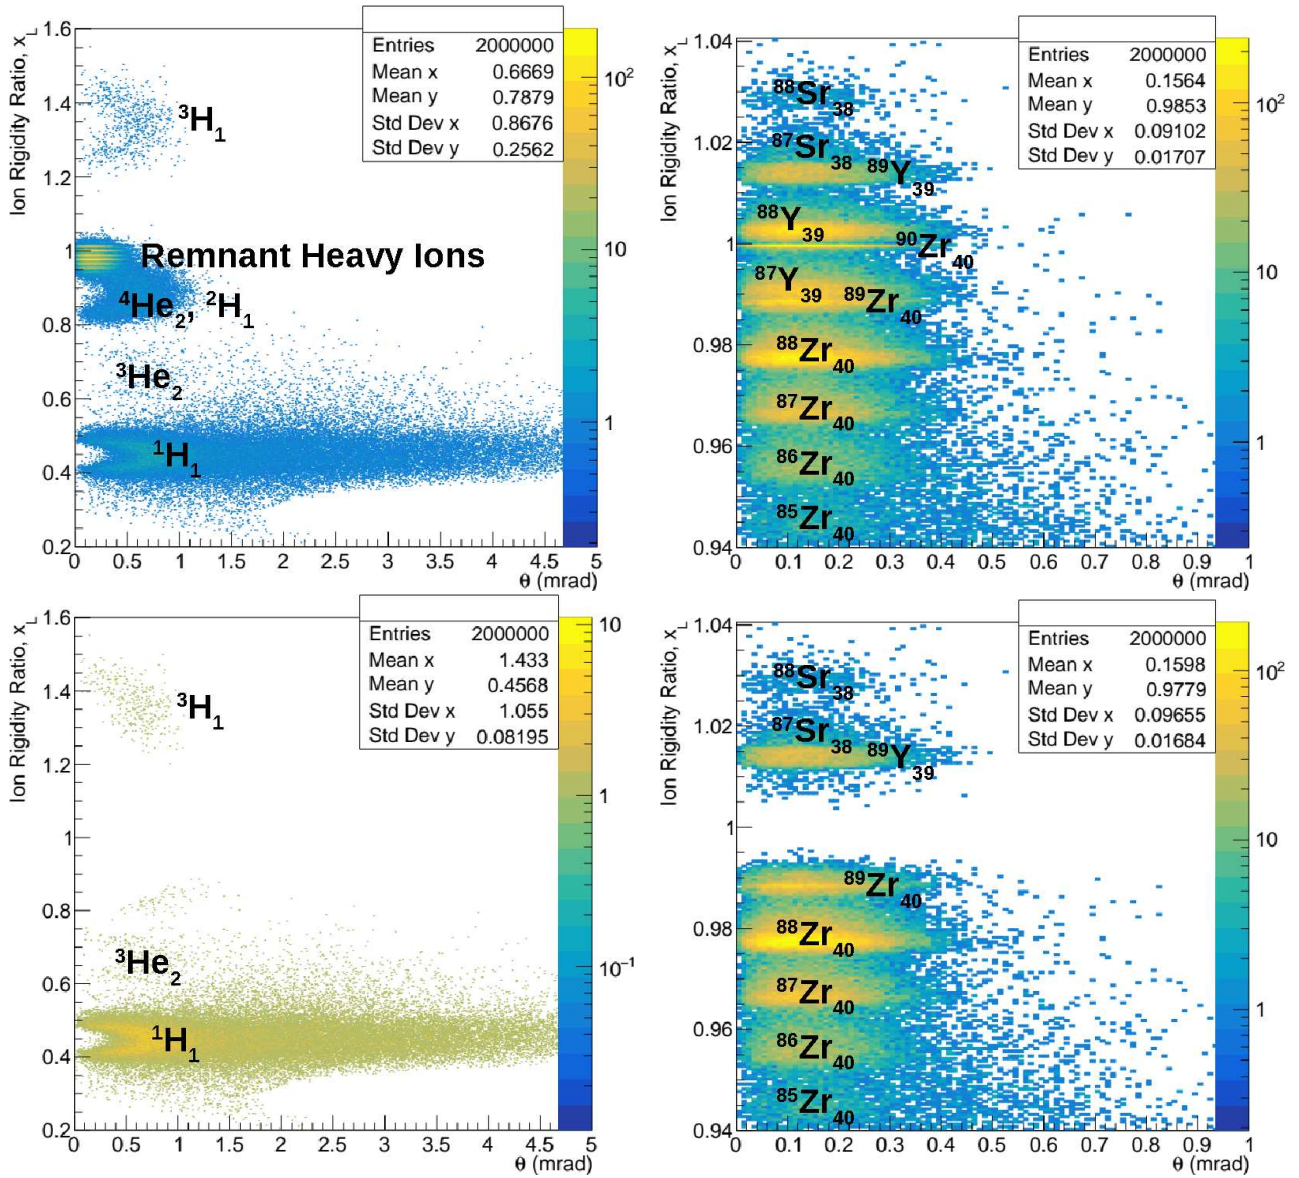 Ion Rigidity Ratio, x_L
1.6
1.4
1.2
1
0.8
0.6
0.4
0.2
Entries 2000000
Mean x 0.6669
Mean y 0.7879
Std Dev x 0.8676
Std Dev y 0.2562
³H₁
Remnant Heavy Ions
⁴He₂, ²H₁
³He₂
¹H₁
0 0.5 1 1.5 2 2.5 3 3.5 4 4.5 5
θ (mrad)
10²
10
1
Ion Rigidity Ratio, x_L
1.04
1.02
1
0.98
0.96
0.94
Entries 2000000
Mean x 0.1564
Mean y 0.9853
Std Dev x 0.09102
Std Dev y 0.01707
⁸⁸Sr₃₈
⁸⁷Sr₃₈ ⁸⁹Y₃₉
⁸⁸Y₃₉
⁹⁰Zr₄₀
⁸⁷Y₃₉ ⁸⁹Zr₄₀
⁸⁸Zr₄₀
⁸⁷Zr₄₀
⁸⁶Zr₄₀
⁸⁵Zr₄₀
0 0.1 0.2 0.3 0.4 0.5 0.6 0.7 0.8 0.9 1
θ (mrad)
10²
10
1
Ion Rigidity Ratio, x_L
1.6
1.4
1.2
1
0.8
0.6
0.4
0.2
Entries 2000000
Mean x 1.433
Mean y 0.4568
Std Dev x 1.055
Std Dev y 0.08195
³H₁
³He₂
¹H₁
0 0.5 1 1.5 2 2.5 3 3.5 4 4.5 5
θ (mrad)
10
1
10⁻¹
Ion Rigidity Ratio, x_L
1.04
1.02
1
0.98
0.96
0.94
Entries 2000000
Mean x 0.1598
Mean y 0.9779
Std Dev x 0.09655
Std Dev y 0.01684
⁸⁸Sr₃₈
⁸⁷Sr₃₈ ⁸⁹Y₃₉
⁸⁹Zr₄₀
⁸⁸Zr₄₀
⁸⁷Zr₄₀
⁸⁶Zr₄₀
⁸⁵Zr₄₀
0 0.1 0.2 0.3 0.4 0.5 0.6 0.7 0.8 0.9 1
θ (mrad)
10²
10
1